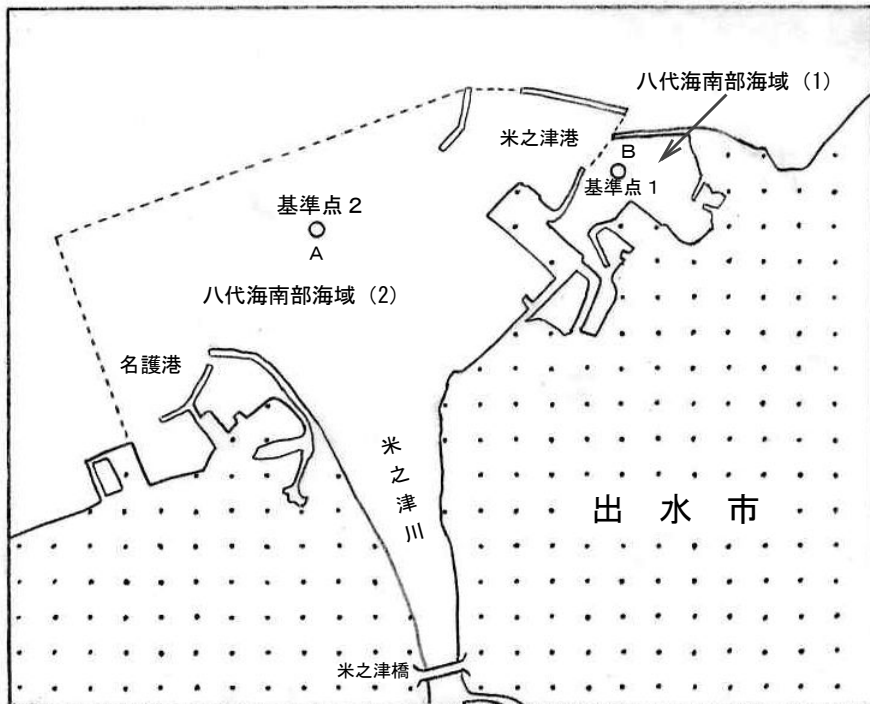 八代海南部海域（1）
米之津港
B
基準点１
基準点２
A
八代海南部海域（2）
名護港
米之津川
出水市
米之津橋